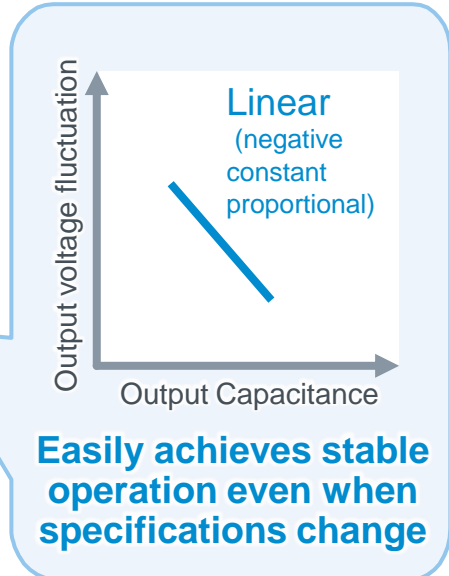 Output voltage fluctuation
Linear
(negative
constant
proportional)
Output Capacitance
Easily achieves stable
operation even when
specifications change